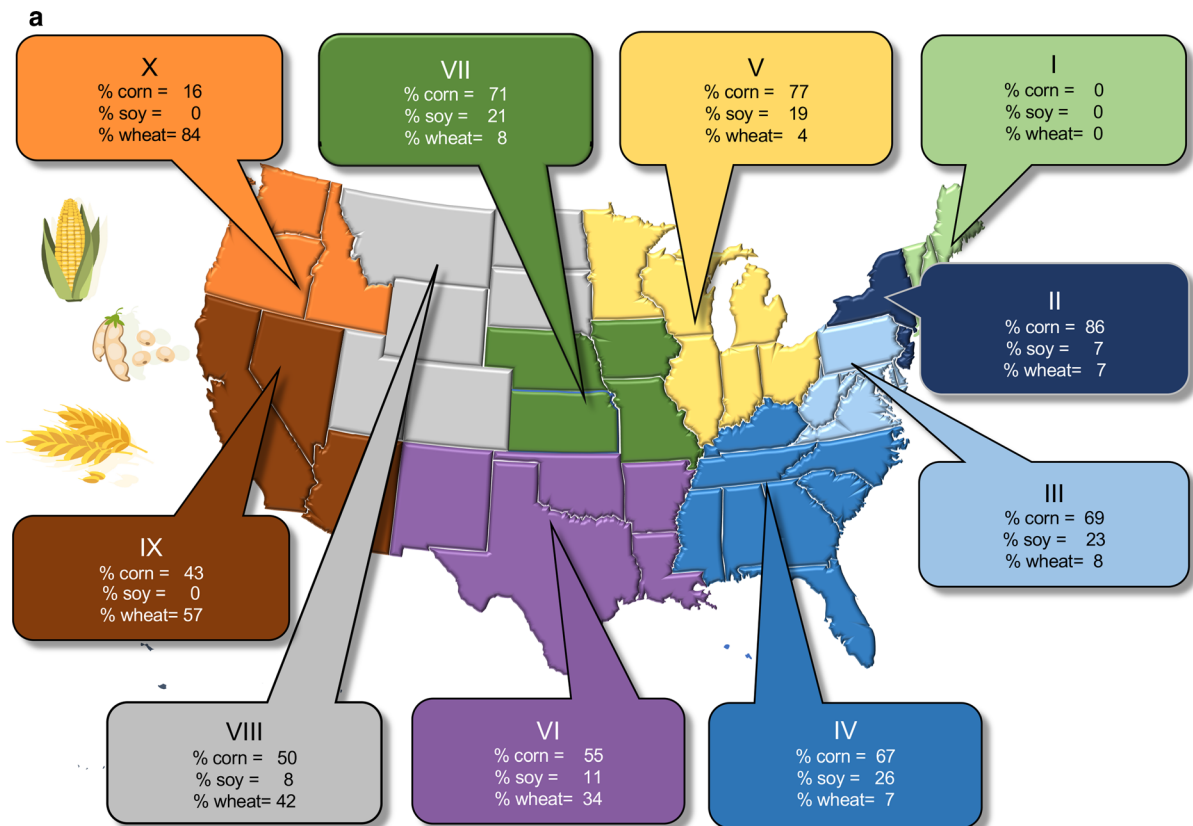 a
X
% corn = 16
% soy = 0
% wheat= 84
VII
% corn = 71
% soy = 21
% wheat= 8
V
% corn = 77
% soy = 19
% wheat= 4
I
% corn = 0
% soy = 0
% wheat= 0
II
% corn = 86
% soy = 7
% wheat= 7
III
% corn = 69
% soy = 23
% wheat= 8
IX
% corn = 43
% soy = 0
% wheat= 57
VIII
% corn = 50
% soy = 8
% wheat= 42
VI
% corn = 55
% soy = 11
% wheat= 34
IV
% corn = 67
% soy = 26
% wheat= 7